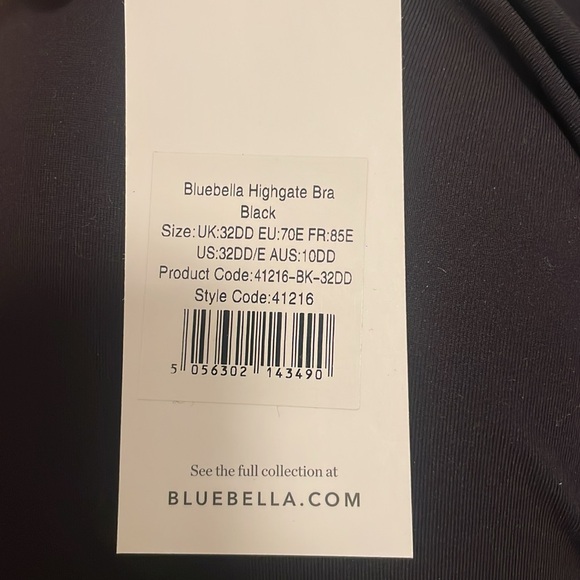 Bluebella Highgate Bra
Black
Size:UK:32DD EU:70E FR:85E
US:32DD/E AUS:10DD
Product Code:41216-BK-32DD
Style Code:41216
5 056302 143490
See the full collection at
BLUEBELLA.COM